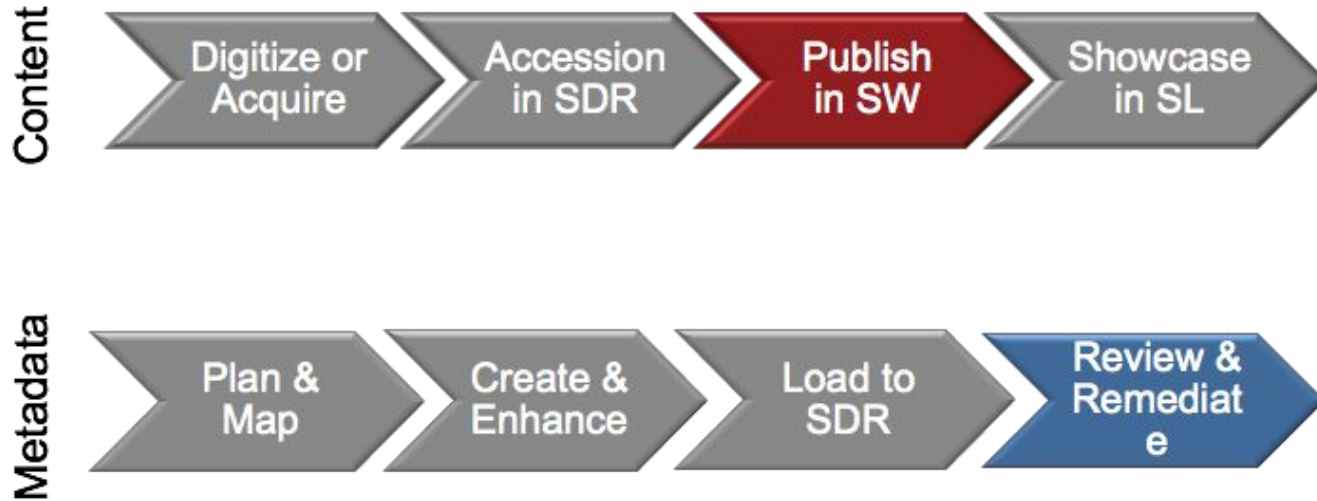 Content
Digitize or
Acquire
Accession
in SDR
Publish
in SW
Showcase
in SL
Metadata
Plan &
Map
Create &
Enhance
Load to
SDR
Review &
Remediat
e